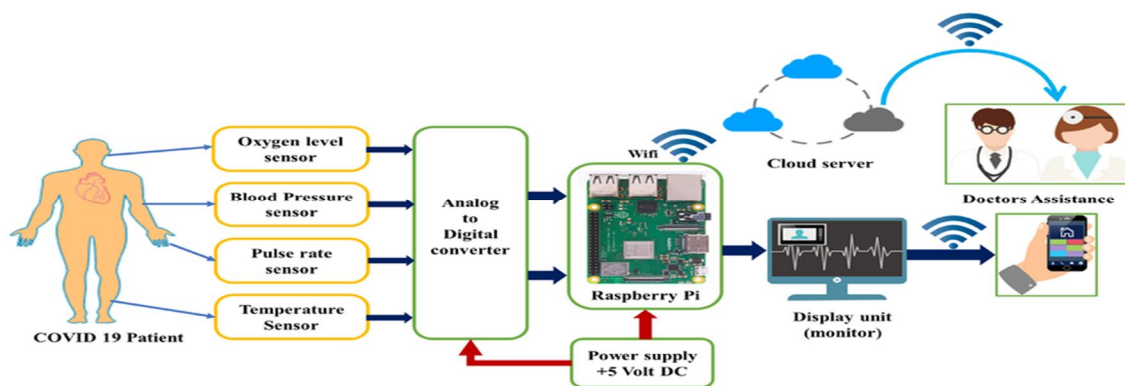 Oxygen level
sensor
Blood Pressure
sensor
Pulse rate
sensor
Temperature
Sensor
COVID 19 Patient
Analog
to
Digital
converter
Wifi
Raspberry Pi
Power supply
+5 Volt DC
Cloud server
Doctors Assistance
Display unit
(monitor)